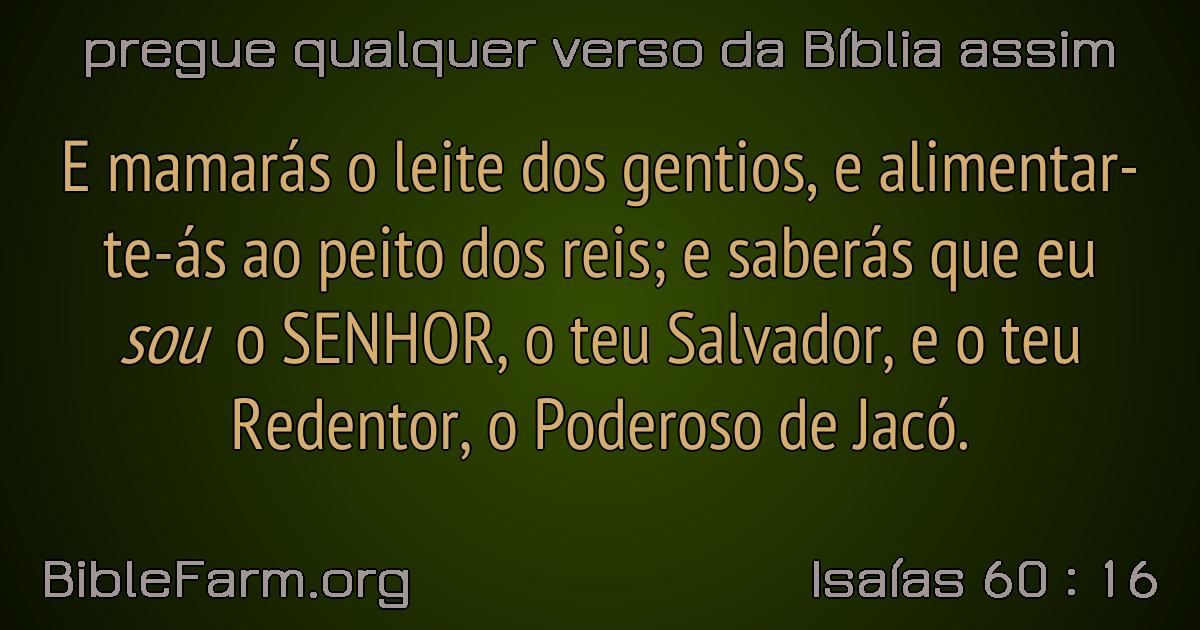 pregue qualquer verso da Bíblia assim
E mamarás o leite dos gentios, e alimentar-
te-ás ao peito dos reis; e saberás que eu
sou o SENHOR, o teu Salvador, e o teu
Redentor, o Poderoso de Jacó.
BibleFarm.org
Isaías 60 : 16